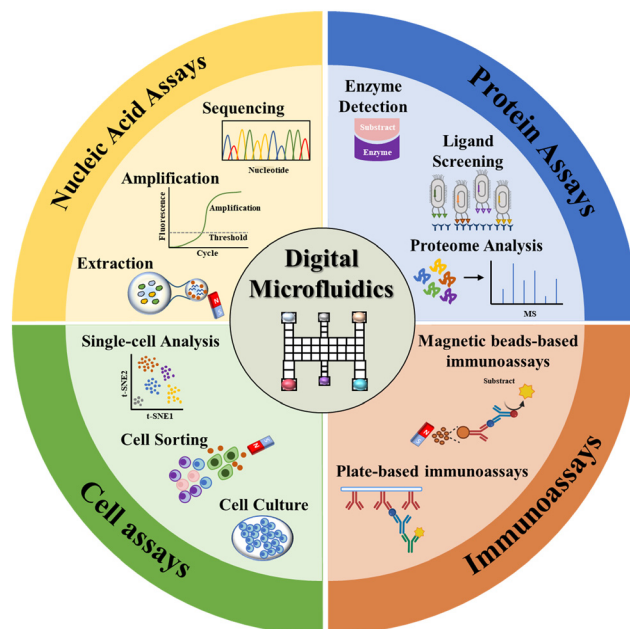 Nucleic Acid Assays
Sequencing
Nucleotide
Amplification
Fluorescence
Amplification
Threshold
Cycle
Extraction
N
Protein Assays
Enzyme
Detection
Substract
Enzyme
Ligand
Screening
Proteome Analysis
MS
Digital
Microfluidics
Cell assays
Single-cell Analysis
t-SNE2
t-SNE1
Cell Sorting
N
Cell Culture
Immunoassays
Magnetic beads-based
immunoassays
Substract
N
Plate-based immunoassays